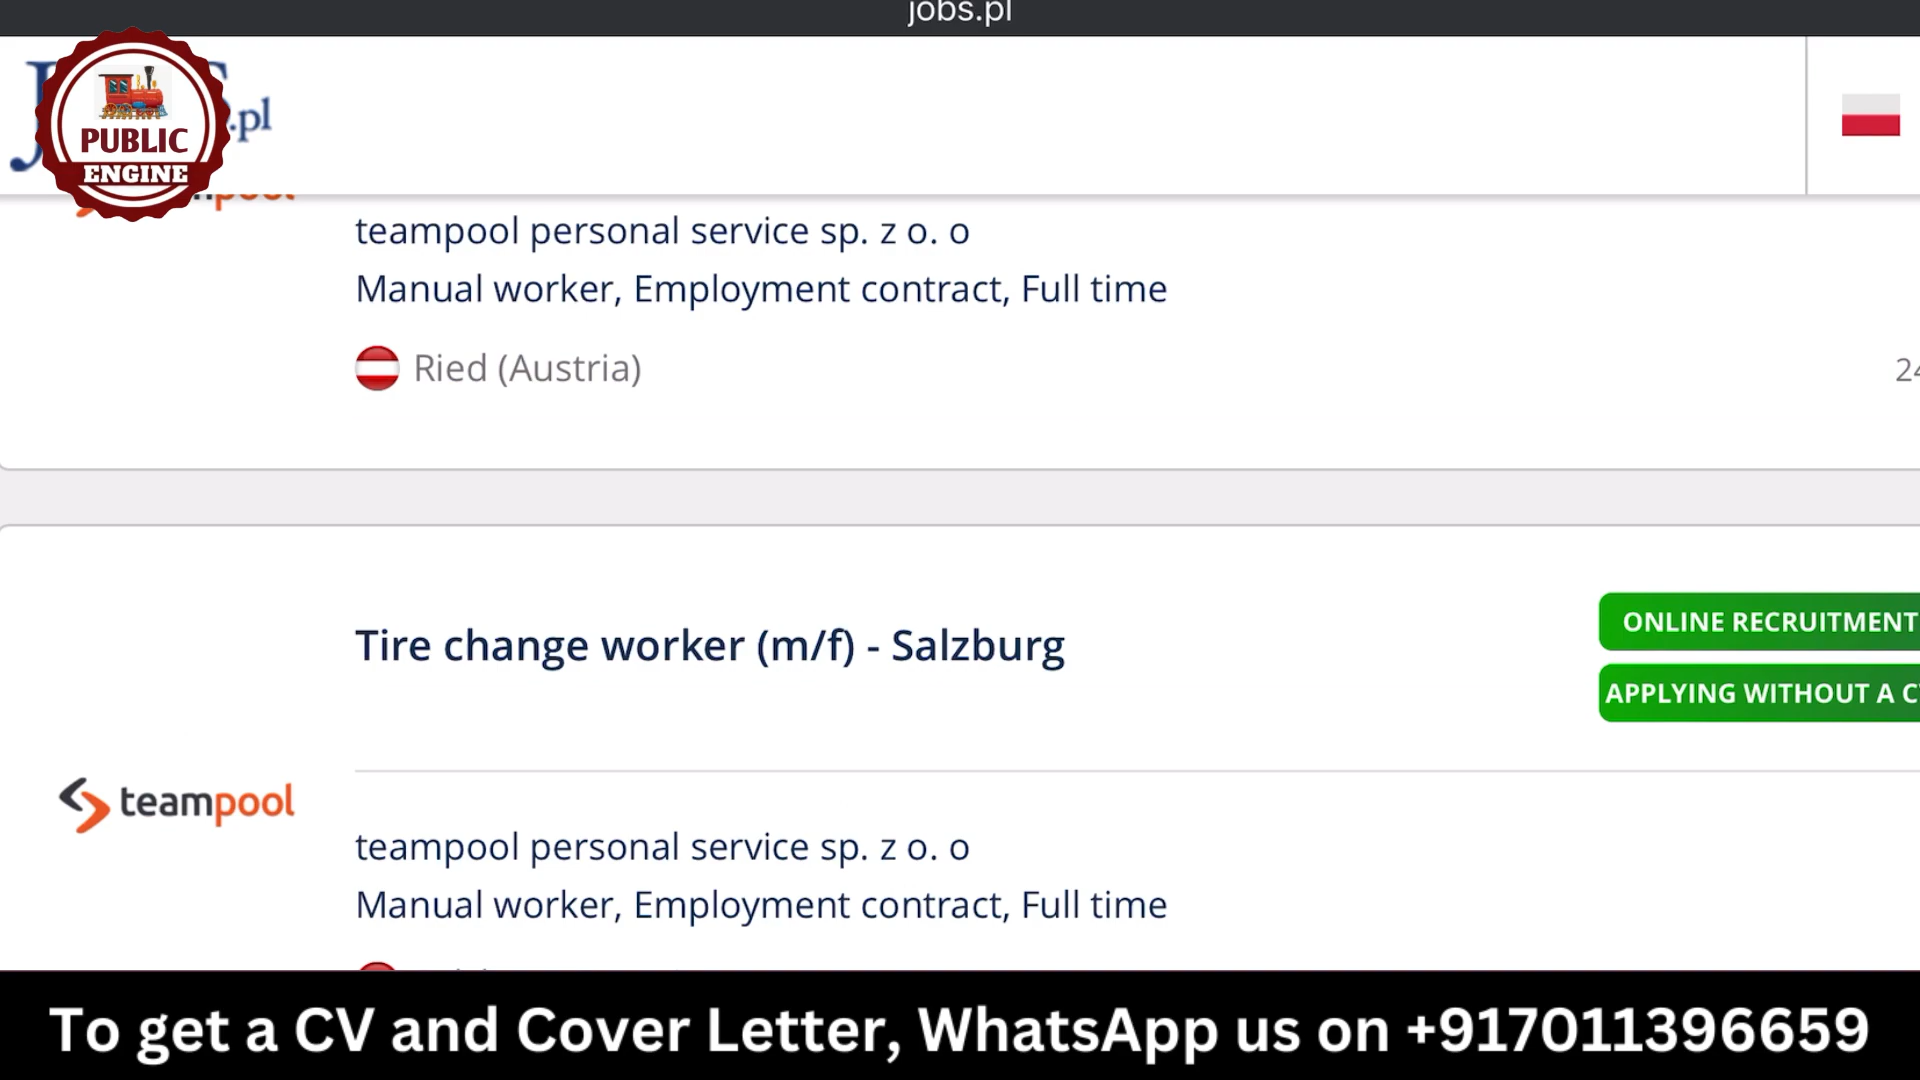 jobs.pl
.pl
PUBLIC
ENGINE
teampool personal service sp. z o. o
Manual worker, Employment contract, Full time
Ried (Austria)
Tire change worker (m/f) - Salzburg
ONLINE RECRUITMENT
APPLYING WITHOUT A
teampool
teampool personal service sp. z o. o
Manual worker, Employment contract, Full time
To get a CV and Cover Letter, WhatsApp us on +917011396659